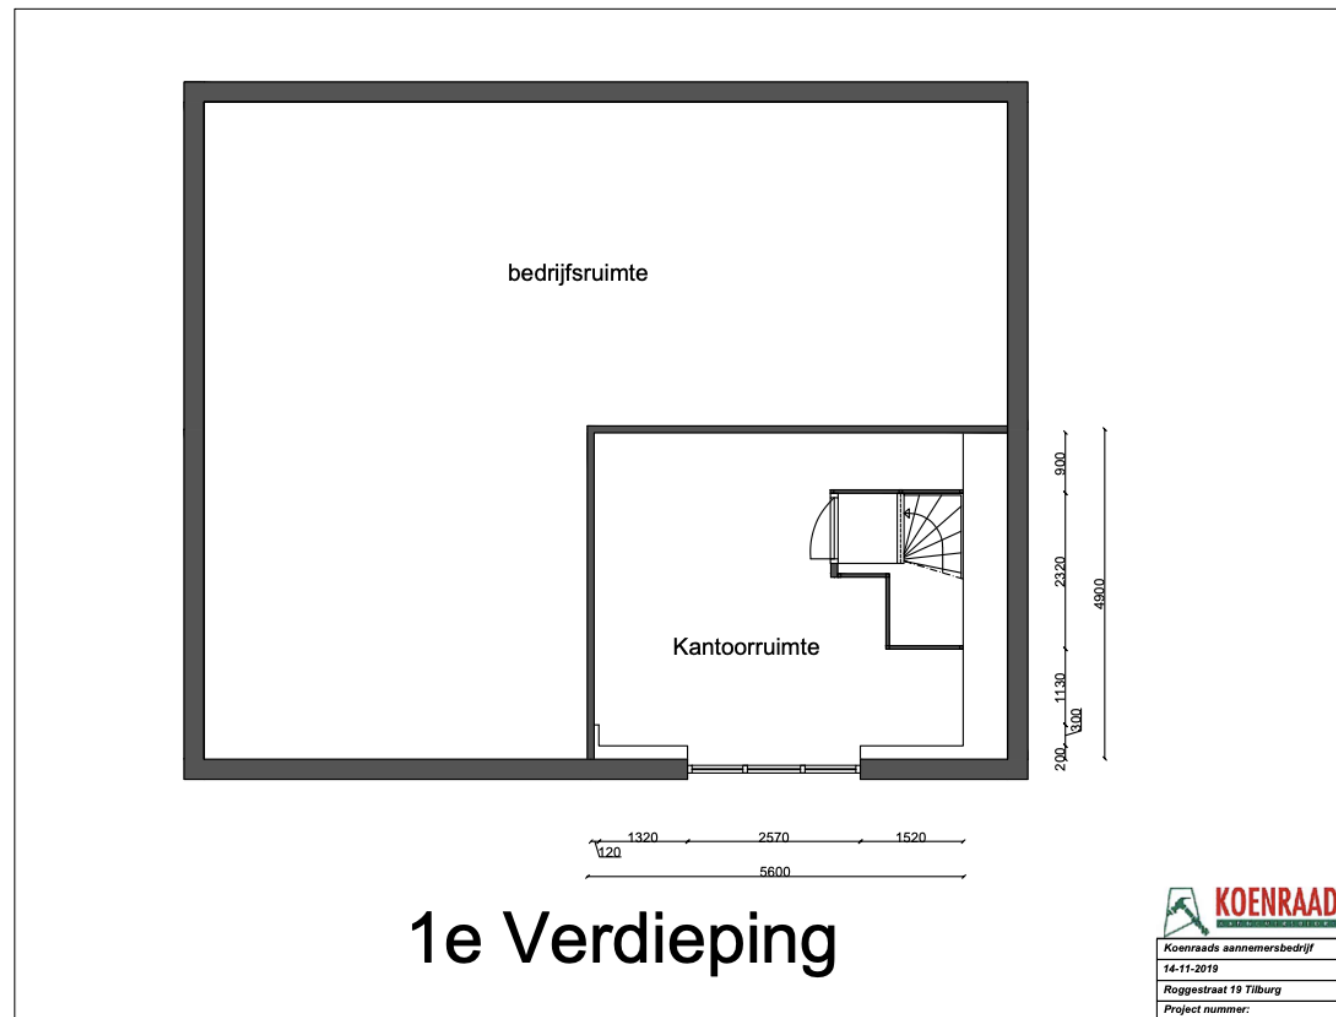 bedrijfsruimte
Kantoorruimte
900
2320
4900
1130
300
200
1320
2570
1520
120
5600
1e Verdieping
KOENRAAD
Koenraads aannemersbedrijf
14-11-2019
Roggestraat 19 Tilburg
Project nummer: